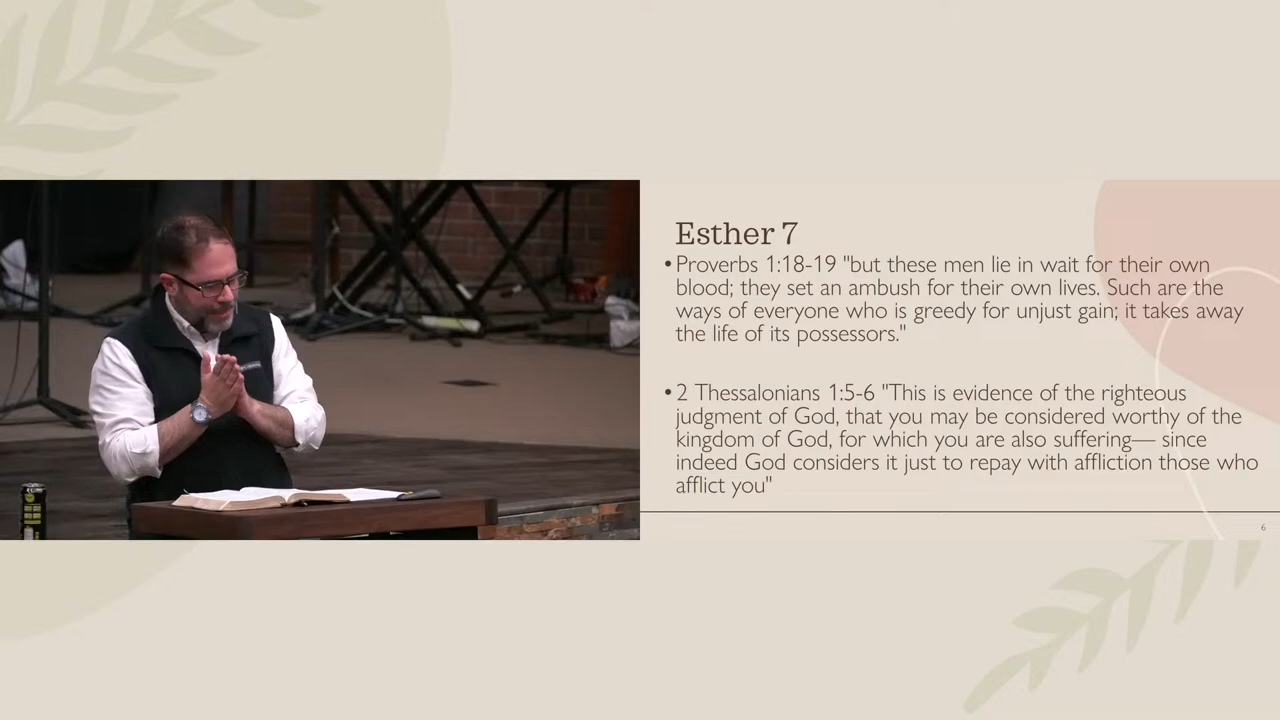 Esther 7
•Proverbs 1:18-19 "but these men lie in wait for their own
blood; they set an ambush for their own lives. Such are the
ways of everyone who is greedy for unjust gain; it takes away
the life of its possessors."
•2 Thessalonians 1:5-6 "This is evidence of the righteous
judgment of God, that you may be considered worthy of the
kingdom of God, for which you are also suffering— since
indeed God considers it just to repay with affliction those who
afflict you"
6